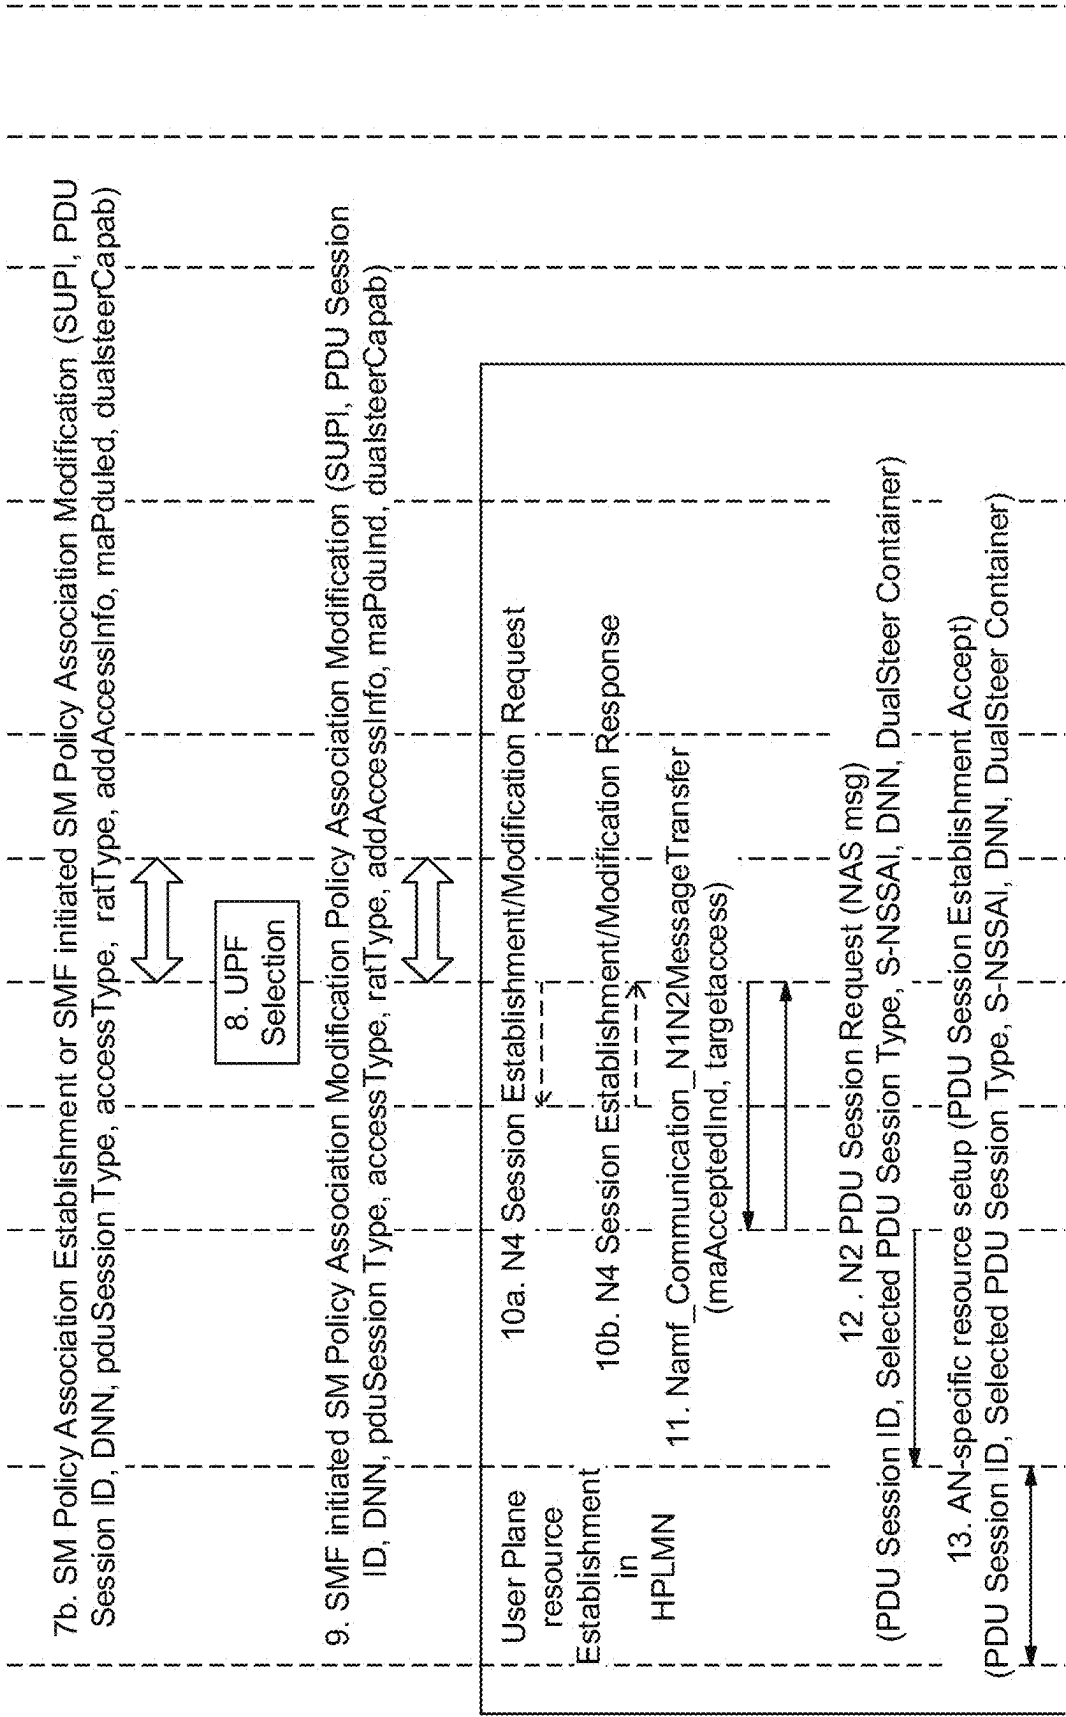 7b. SM Policy Association Establishment or SMF initiated SM Policy Association Modification (SUPI, PDU
Session ID, DNN, pduSession Type, accessType, ratType, addAccessInfo, maPduIed, dualsteerCapab)
8. UPF
Selection
9. SMF initiated SM Policy Association Modification Policy Association Modification (SUPI, PDU Session
ID, DNN, pduSession Type, accessType, ratType, addAccessInfo, maPduInd, dualsteerCapab)
User Plane
resource
Establishment
in
HPLMN
10a. N4 Session Establishment/Modification Request
10b. N4 Session Establishment/Modification Response
11. Namf_Communication_N1N2MessageTransfer
(maAcceptedInd, targetaccess)
12 . N2 PDU Session Request (NAS msg)
(PDU Session ID, Selected PDU Session Type, S-NSSAI, DNN, DualSteer Container)
13. AN-specific resource setup (PDU Session Establishment Accept)
(PDU Session ID, Selected PDU Session Type, S-NSSAI, DNN, DualSteer Container)